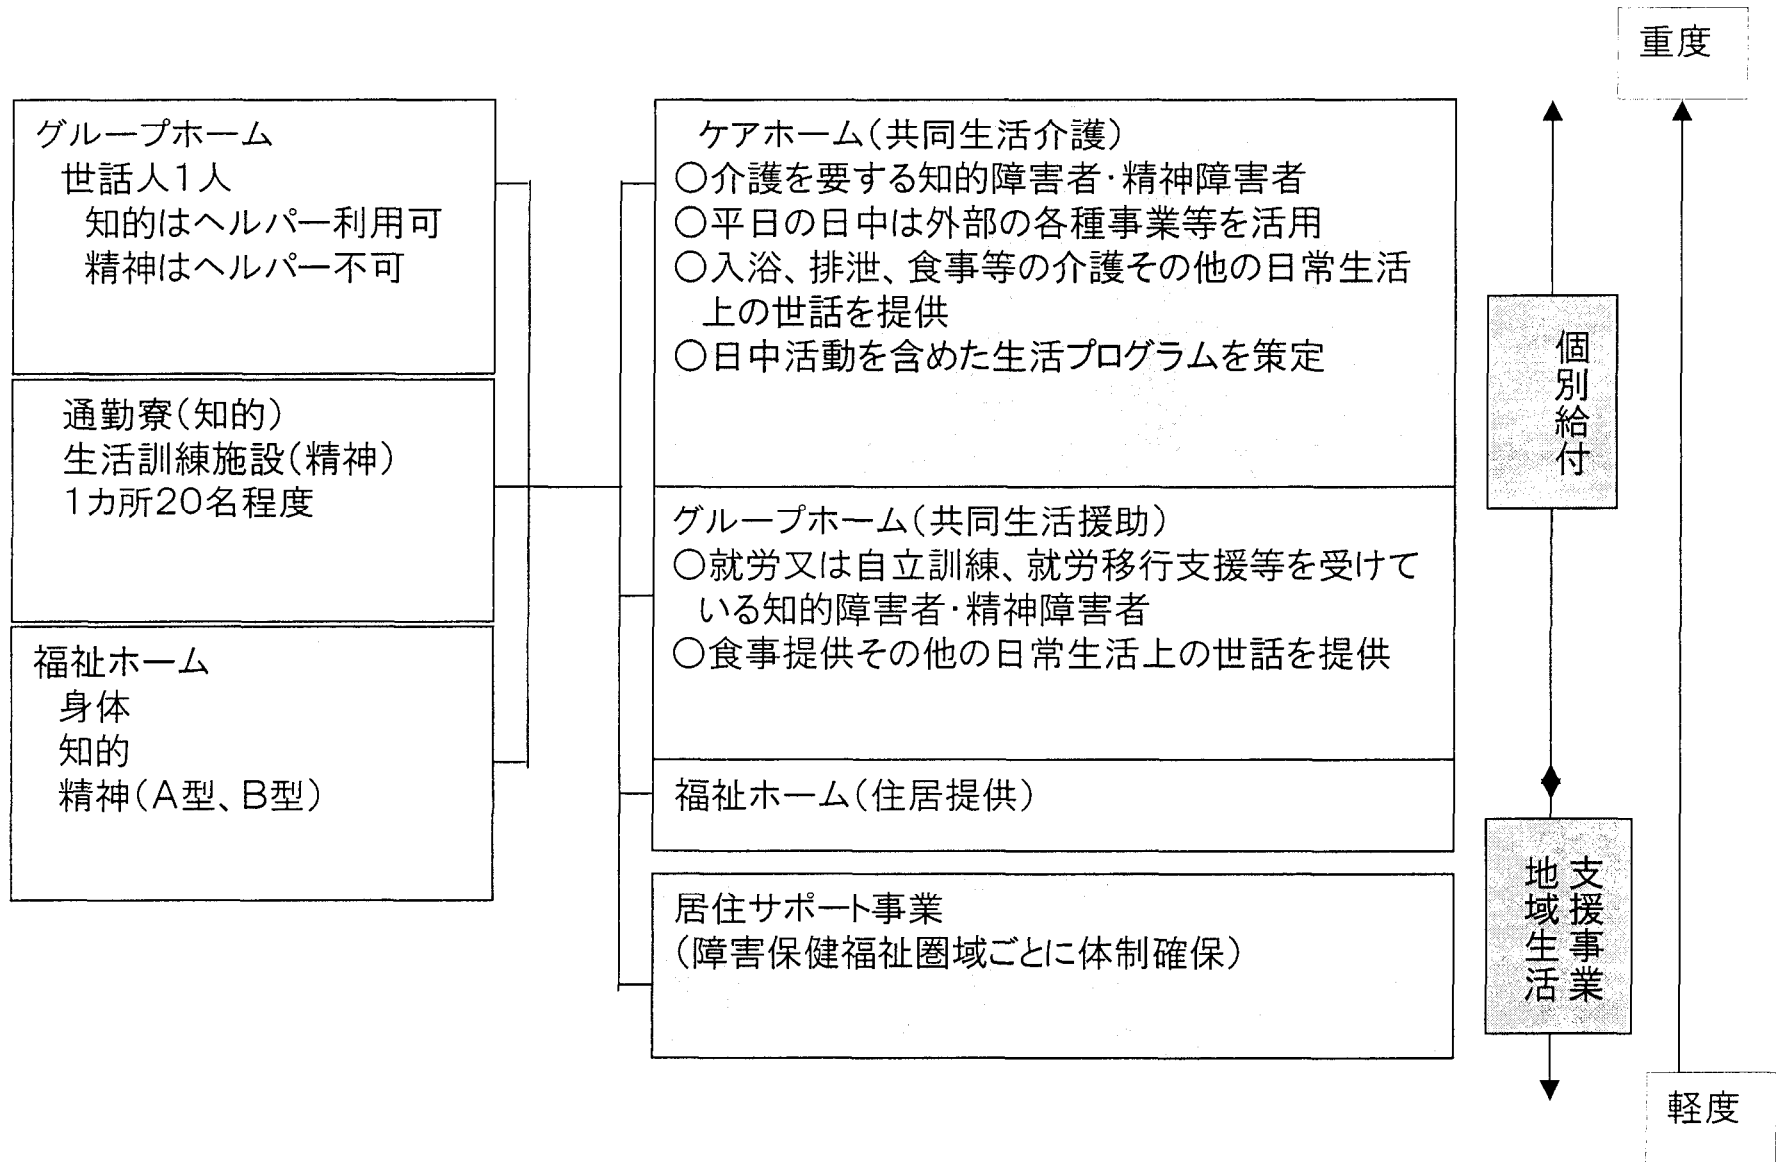 重度
グループホーム
世話人1人
知的はヘルパー利用可
精神はヘルパー不可
通勤寮(知的)
生活訓練施設(精神)
1カ所20名程度
福祉ホーム
身体
知的
精神(A型、B型)
ケアホーム(共同生活介護)
○介護を要する知的障害者・精神障害者
○平日の日中は外部の各種事業等を活用
○入浴、排泄、食事等の介護その他の日常生活
上の世話を提供
○日中活動を含めた生活プログラムを策定
グループホーム(共同生活援助)
○就労又は自立訓練、就労移行支援等を受けて
いる知的障害者・精神障害者
○食事提供その他の日常生活上の世話を提供
福祉ホーム(住居提供)
居住サポート事業
(障害保健福祉圏域ごとに体制確保)
個別給付
支援事業
地域生活
軽度